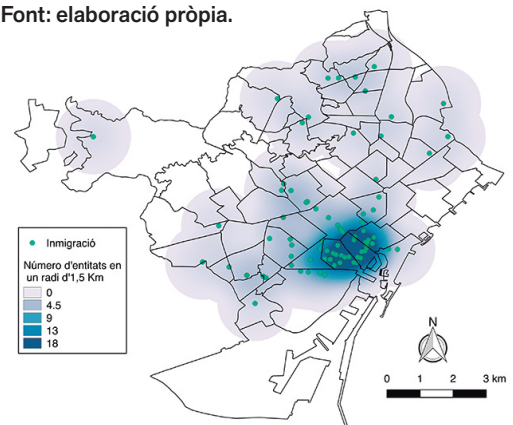 Font: elaboració pròpia.
Inmigració
Número d'entitats en
un radi d'1,5 Km
0
4.5
9
13
18
N
0 1 2 3 km